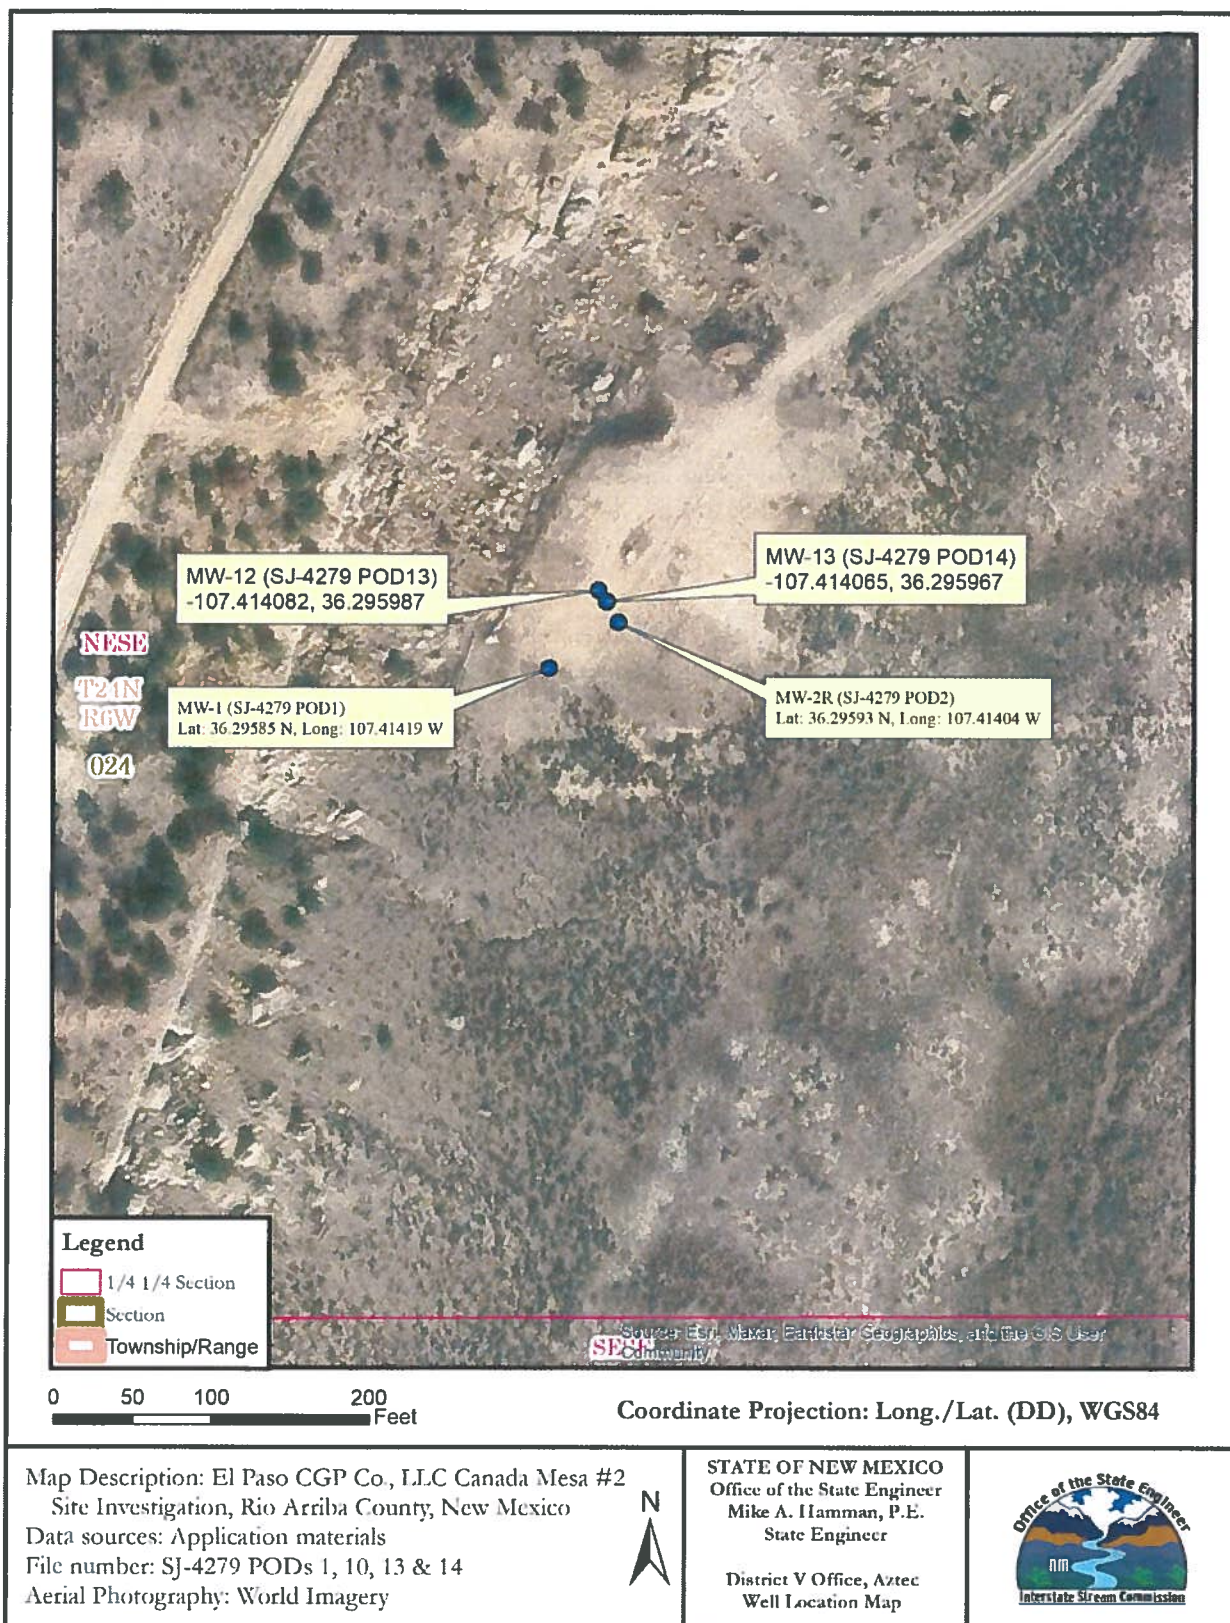 MW-12 (SJ-4279 POD13)
-107.414082, 36.295987
MW-13 (SJ-4279 POD14)
-107.414065, 36.295967
NESE
T24N
R6W
024
MW-1 (SJ-4279 POD1)
Lat: 36.29585 N, Long: 107.41419 W
MW-2R (SJ-4279 POD2)
Lat: 36.29593 N, Long: 107.41404 W
Legend
1/4 1/4 Section
Section
Township/Range
Source: Esri, Maxar, Earthstar Geographics, and the GIS User
Community
0 50 100 200
Feet
Coordinate Projection: Long./Lat. (DD), WGS84
Map Description: El Paso CGP Co., LLC Canada Mesa #2
Site Investigation, Rio Arriba County, New Mexico
Data sources: Application materials
File number: SJ-4279 PODs 1, 10, 13 & 14
Aerial Photography: World Imagery
N
STATE OF NEW MEXICO
Office of the State Engineer
Mike A. Hamman, P.E.
State Engineer
District V Office, Aztec
Well Location Map
Office of the State Engineer
nm
Interstate Stream Commission